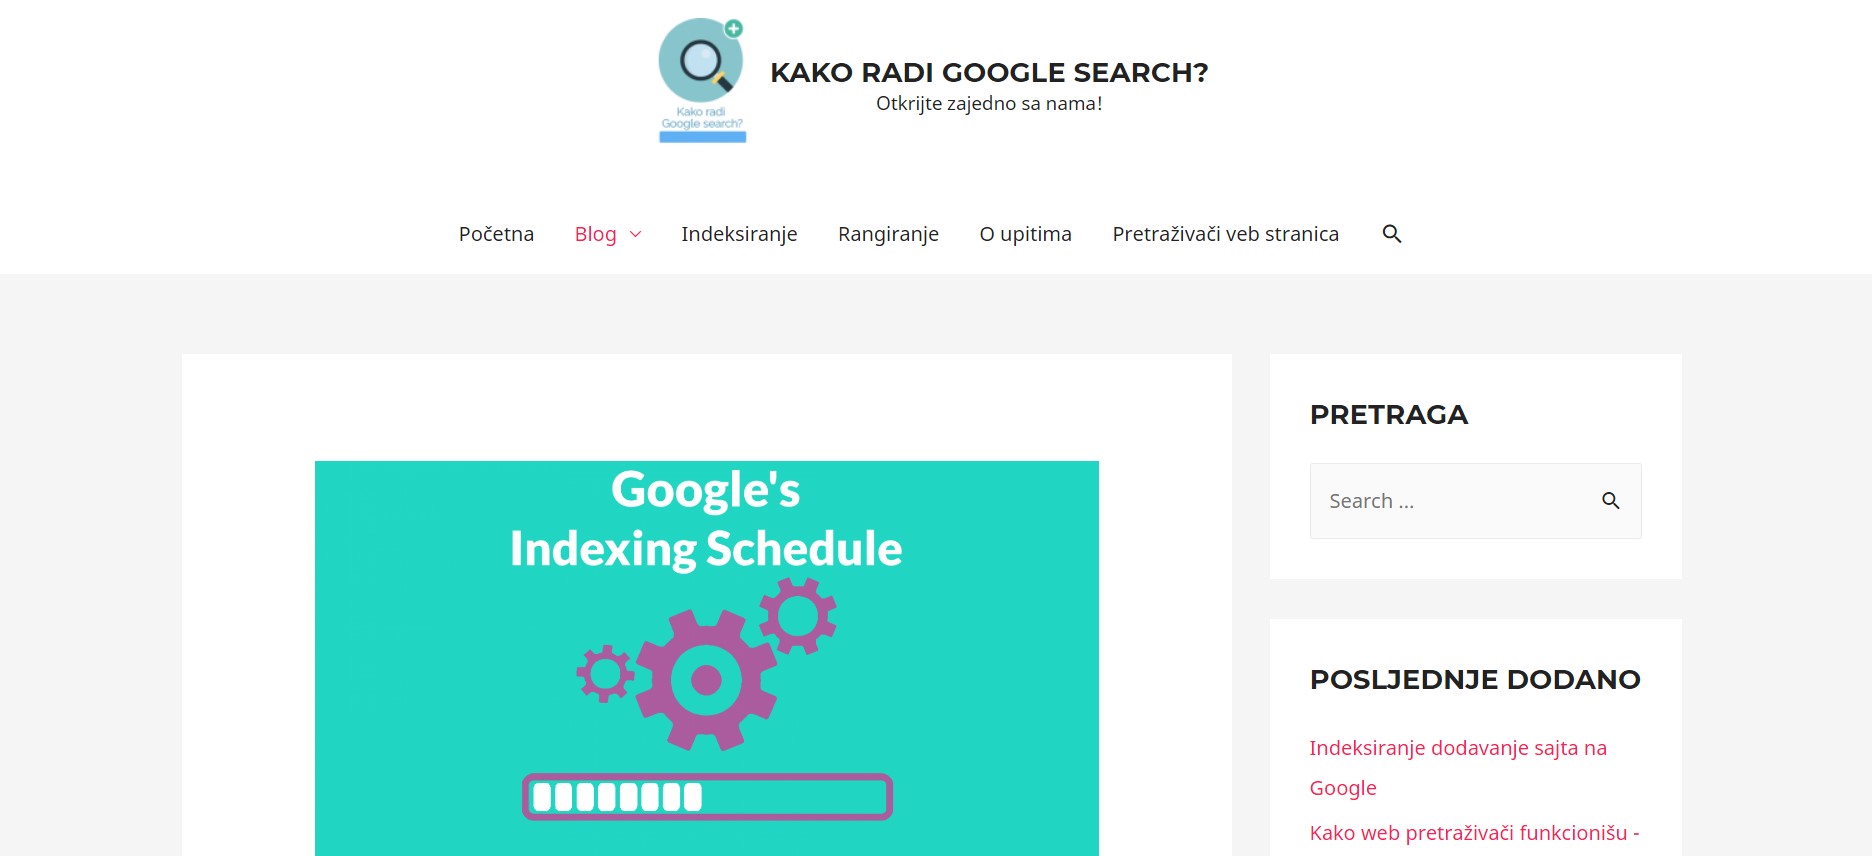 Kako radi
Google search?
KAKO RADI GOOGLE SEARCH?
Otkrijte zajedno sa nama!
Početna
Blog
Indeksiranje
Rangiranje
O upitima
Pretraživači veb stranica
Google's
Indexing Schedule
PRETRAGA
Search ...
POSLJEDNJE DODANO
Indeksiranje dodavanje sajta na
Google
Kako web pretraživači funkcionišu -